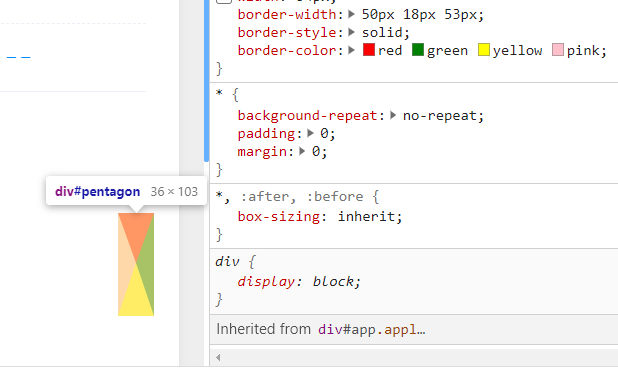 border-width: 50px 18px 53px;
border-style: solid;
border-color: red green yellow pink;
}
* {
background-repeat: no-repeat;
padding: 0;
margin: 0;
}
*, :after, :before {
box-sizing: inherit;
}
div {
display: block;
}
Inherited from div#app.appl…
_ _
div#pentagon 36 × 103